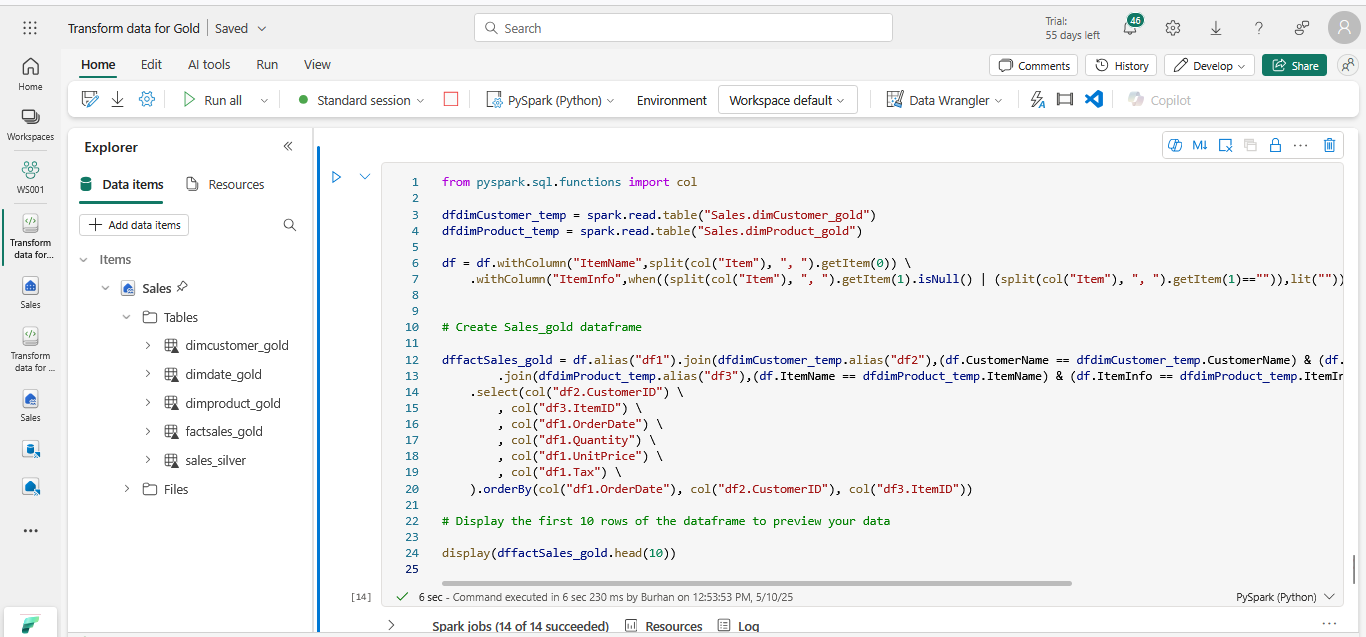 Transform data for Gold | Saved
Search
Trial:
55 days left
46
Home Edit AI tools Run View
Comments History Develop Share
Run all Standard session PySpark (Python) Environment Workspace default Data Wrangler Copilot
Home
Workspaces
WS001
Transform
data for...
Sales
Transform
data for ...
Sales
Explorer
Data items Resources
Add data items
Items
Sales
Tables
dimcustomer_gold
dimdate_gold
dimproduct_gold
factsales_gold
sales_silver
Files
M↓
1 from pyspark.sql.functions import col
2
3 dfdimCustomer_temp = spark.read.table("Sales.dimCustomer_gold")
4 dfdimProduct_temp = spark.read.table("Sales.dimProduct_gold")
5
6 df = df.withColumn("ItemName",split(col("Item"), ", ").getItem(0)) \
7 .withColumn("ItemInfo",when((split(col("Item"), ", ").getItem(1).isNull() | (split(col("Item"), ", ").getItem(1)=="")),lit(""))
8
9
10 # Create Sales_gold dataframe
11
12 dffactSales_gold = df.alias("df1").join(dfdimCustomer_temp.alias("df2"),(df.CustomerName == dfdimCustomer_temp.CustomerName) & (df.
13 .join(dfdimProduct_temp.alias("df3"),(df.ItemName == dfdimProduct_temp.ItemName) & (df.ItemInfo == dfdimProduct_temp.ItemIn
14 .select(col("df2.CustomerID") \
15 , col("df3.ItemID") \
16 , col("df1.OrderDate") \
17 , col("df1.Quantity") \
18 , col("df1.UnitPrice") \
19 , col("df1.Tax") \
20 ).orderBy(col("df1.OrderDate"), col("df2.CustomerID"), col("df3.ItemID"))
21
22 # Display the first 10 rows of the dataframe to preview your data
23
24 display(dffactSales_gold.head(10))
25
[14] 6 sec - Command executed in 6 sec 230 ms by Burhan on 12:53:53 PM, 5/10/25 PySpark (Python)
Spark jobs (14 of 14 succeeded) Resources Log